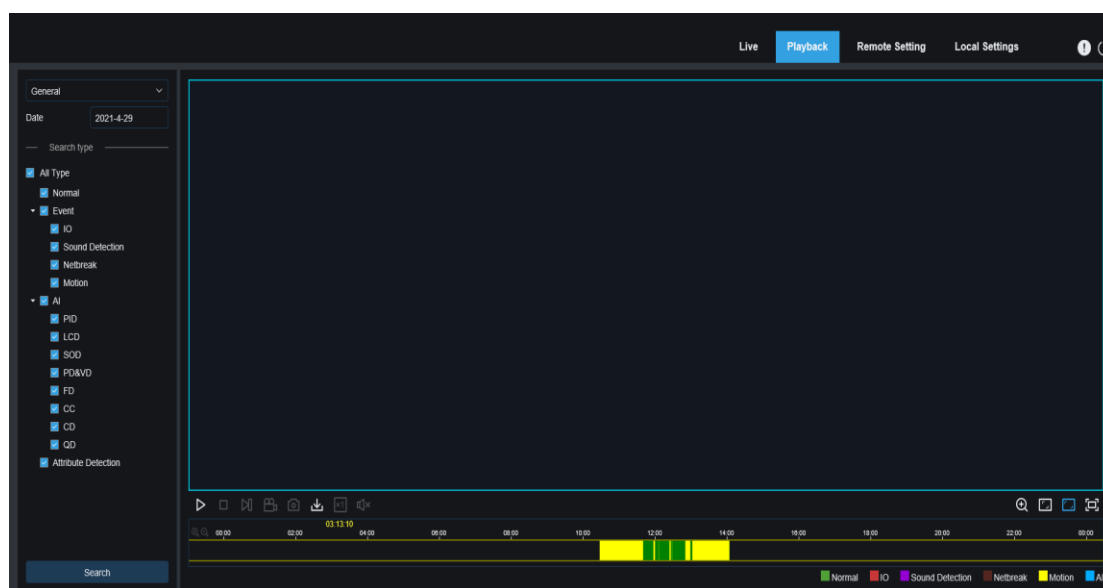 Live Playback Remote Setting Local Settings
General
Date 2021-4-29
Search type
All Type
Normal
Event
IO
Sound Detection
Netbreak
Motion
AI
PID
LCD
SOD
PD&VD
FD
CC
CD
QD
Attribute Detection
Search
x1
03:13:10
00:00 02:00 04:00 06:00 08:00 10:00 12:00 14:00 16:00 18:00 20:00 22:00 00:00
Normal IO Sound Detection Netbreak Motion